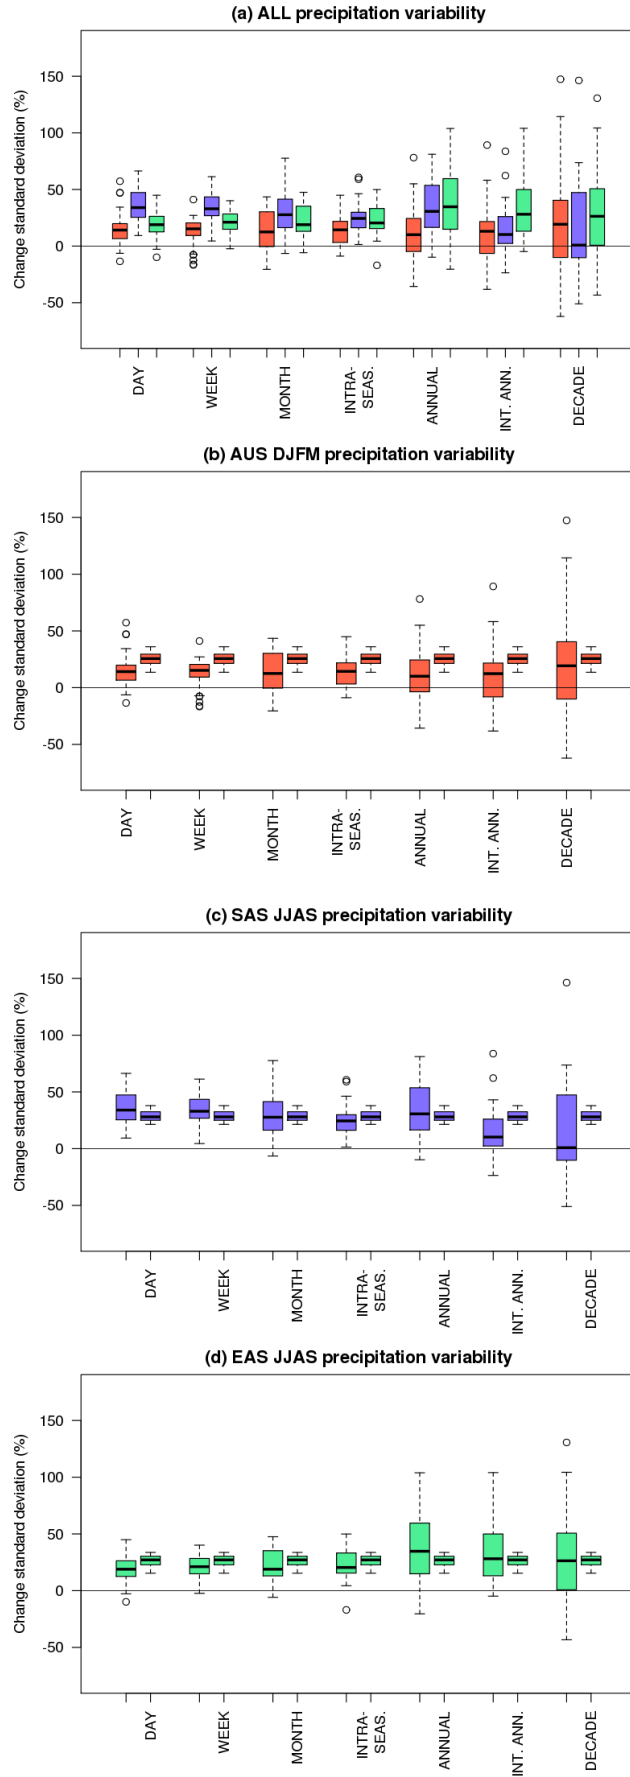 (a) ALL precipitation variability
Change standard deviation (%)
150
100
50
0
-50
DAY
WEEK
MONTH
INTRA-
SEAS.
ANNUAL
INT. ANN.
DECADE
(b) AUS DJFM precipitation variability
Change standard deviation (%)
150
100
50
0
-50
DAY
WEEK
MONTH
INTRA-
SEAS.
ANNUAL
INT. ANN.
DECADE
(c) SAS JJAS precipitation variability
Change standard deviation (%)
150
100
50
0
-50
DAY
WEEK
MONTH
INTRA-
SEAS.
ANNUAL
INT. ANN.
DECADE
(d) EAS JJAS precipitation variability
Change standard deviation (%)
150
100
50
0
-50
DAY
WEEK
MONTH
INTRA-
SEAS.
ANNUAL
INT. ANN.
DECADE